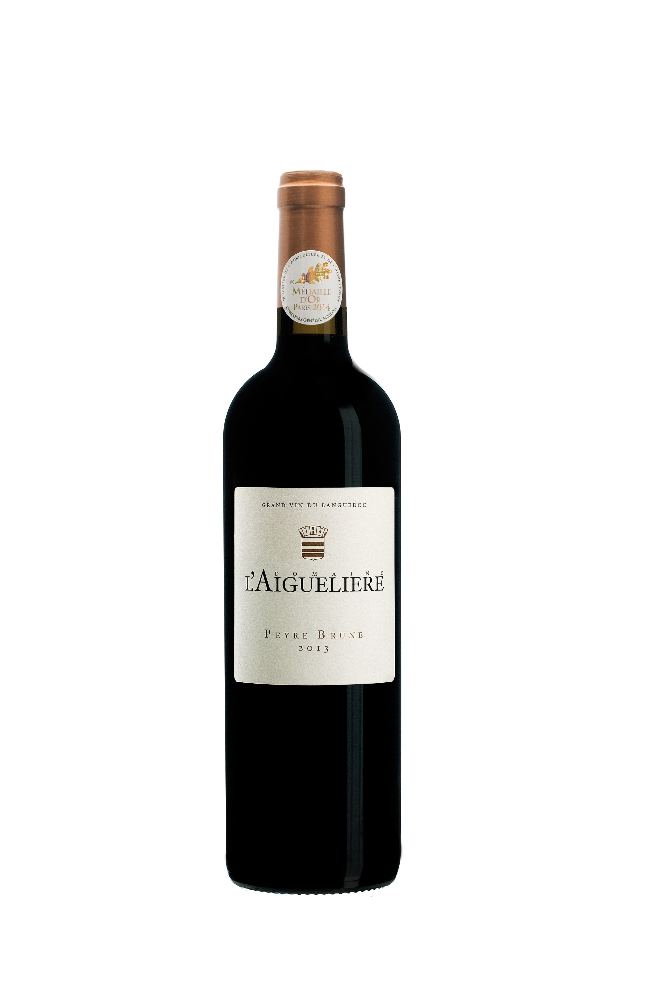 MINISTÈRE DE L'AGRICULTURE ET DE L'ALIMENTATION
®
MÉDAILLE
D'OR
PARIS 2014
CONCOURS GÉNÉRAL AGRICOLE
GRAND VIN DU LANGUEDOC
DOMAINE
L'AIGUELIERE
PEYRE BRUNE
2013